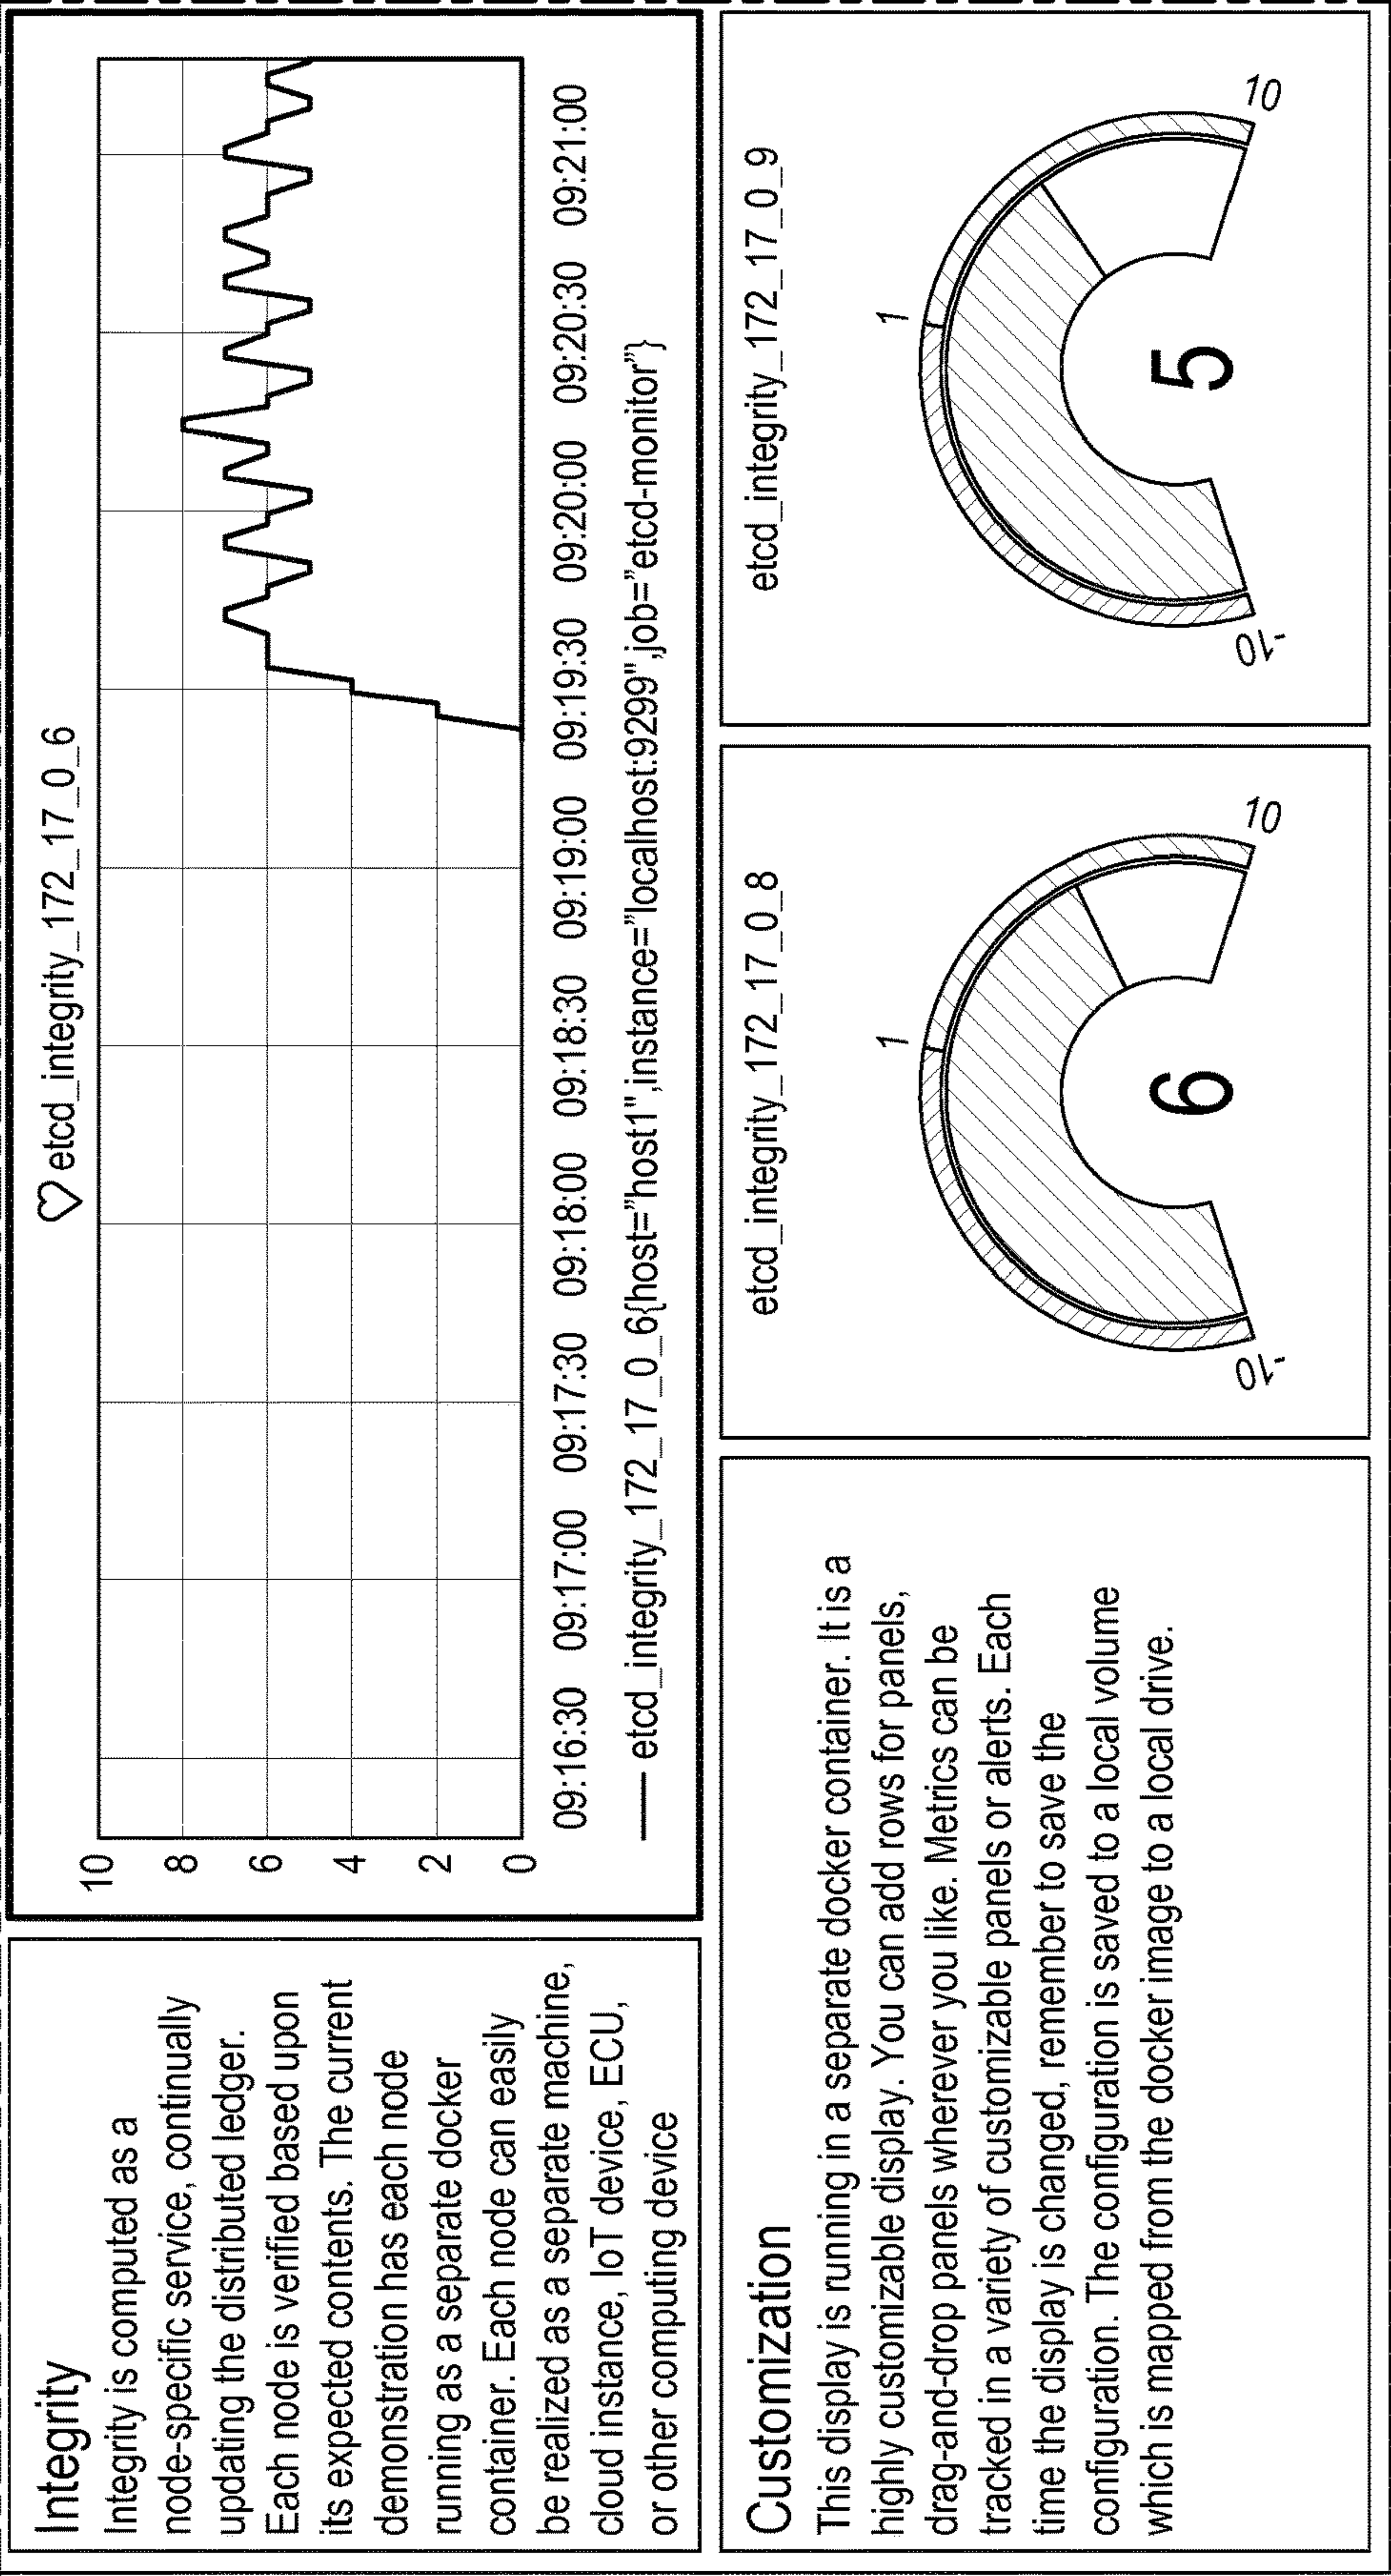 Integrity
Integrity is computed as a
node-specific service, continually
updating the distributed ledger.
Each node is verified based upon
its expected contents. The current
demonstration has each node
running as a separate docker
container. Each node can easily
be realized as a separate machine,
cloud instance, IoT device, ECU,
or other computing device
♡ etcd_integrity_172_17_0_6
10
8
6
4
2
0
09:16:30 09:17:00 09:17:30 09:18:00 09:18:30 09:19:00 09:19:30 09:20:00 09:20:30 09:21:00
— etcd_integrity_172_17_0_6{host=”host1",instance=”localhost:9299",job=”etcd-monitor”}
Customization
This display is running in a separate docker container. It is a
highly customizable display. You can add rows for panels,
drag-and-drop panels wherever you like. Metrics can be
tracked in a variety of customizable panels or alerts. Each
time the display is changed, remember to save the
configuration. The configuration is saved to a local volume
which is mapped from the docker image to a local drive.
etcd_integrity_172_17_0_8
1
6
-10
10
etcd_integrity_172_17_0_9
1
5
-10
10